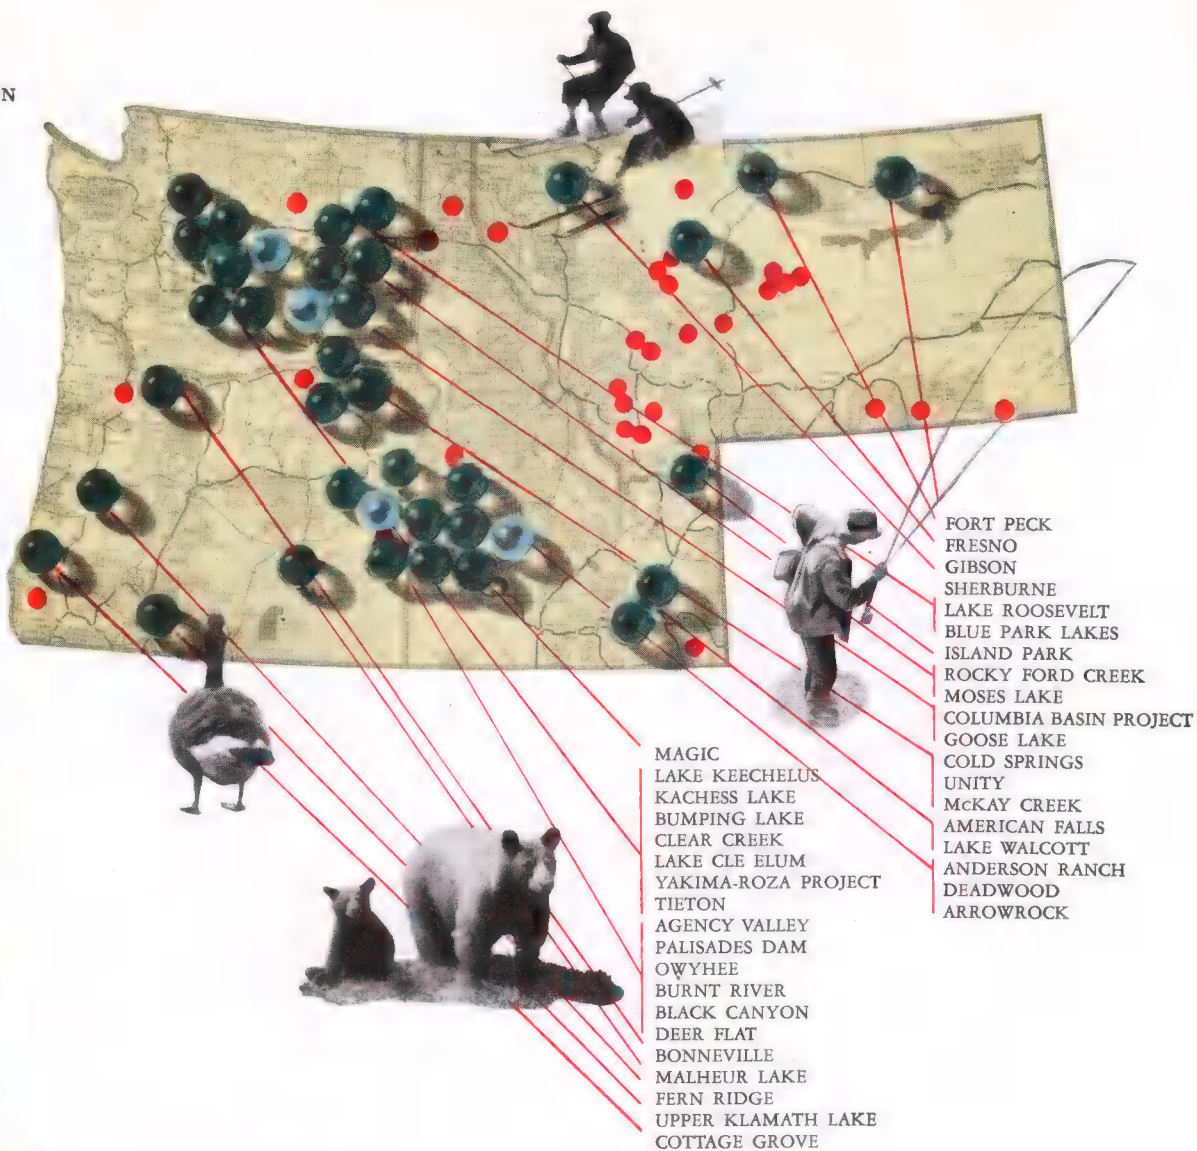 N
FORT PECK
FRESNO
GIBSON
SHERBURNE
LAKE ROOSEVELT
BLUE PARK LAKES
ISLAND PARK
ROCKY FORD CREEK
MOSES LAKE
COLUMBIA BASIN PROJECT
GOOSE LAKE
COLD SPRINGS
UNITY
McKAY CREEK
AMERICAN FALLS
LAKE WALCOTT
ANDERSON RANCH
DEADWOOD
ARROWROCK
MAGIC
LAKE KEECHELUS
KACHESS LAKE
BUMPING LAKE
CLEAR CREEK
LAKE CLE ELUM
YAKIMA-ROZA PROJECT
TIETON
AGENCY VALLEY
PALISADES DAM
OWYHEE
BURNT RIVER
BLACK CANYON
DEER FLAT
BONNEVILLE
MALHEUR LAKE
FERN RIDGE
UPPER KLAMATH LAKE
COTTAGE GROVE